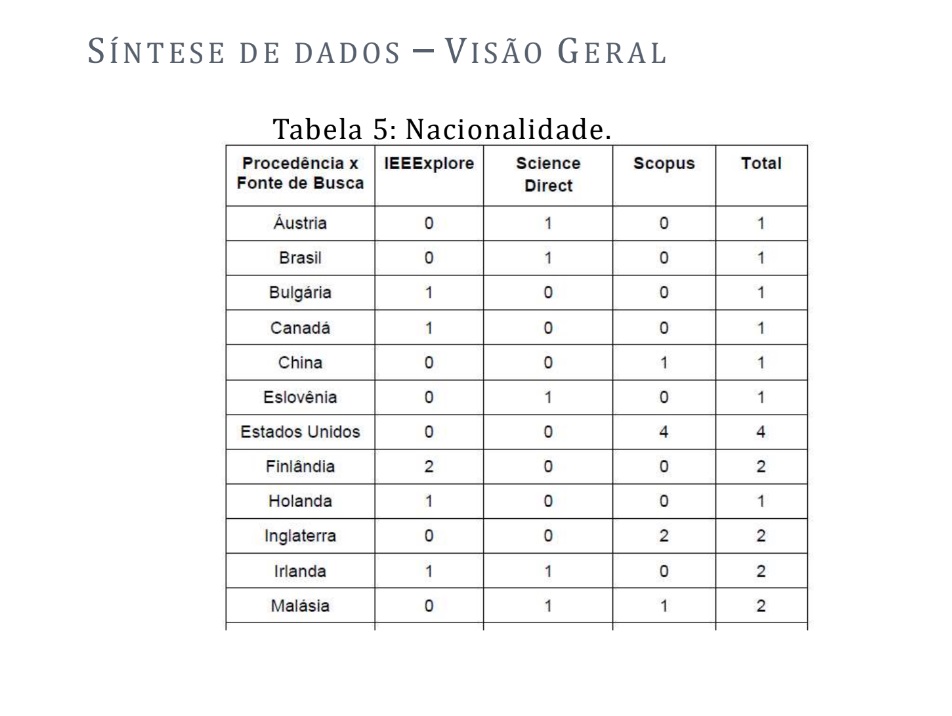 SÍNTESE DE DADOS – VISÃO GERAL
Tabela 5: Nacionalidade.
Procedência x Fonte de Busca IEEExplore Science Direct Scopus Total
Áustria 0 1 0 1
Brasil 0 1 0 1
Bulgária 1 0 0 1
Canadá 1 0 0 1
China 0 0 1 1
Eslovênia 0 1 0 1
Estados Unidos 0 0 4 4
Finlândia 2 0 0 2
Holanda 1 0 0 1
Inglaterra 0 0 2 2
Irlanda 1 1 0 2
Malásia 0 1 1 2